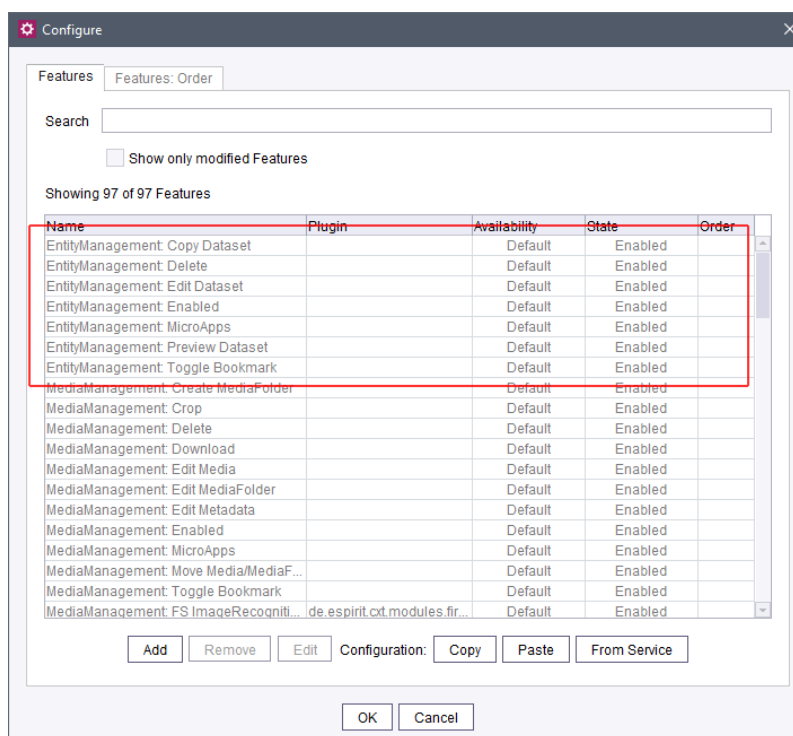 Configure
Features Features: Order
Search
Show only modified Features
Showing 97 of 97 Features
Name Plugin Availability State Order
EntityManagement: Copy Dataset Default Enabled
EntityManagement: Delete Default Enabled
EntityManagement: Edit Dataset Default Enabled
EntityManagement: Enabled Default Enabled
EntityManagement: MicroApps Default Enabled
EntityManagement: Preview Dataset Default Enabled
EntityManagement: Toggle Bookmark Default Enabled
MediaManagement: Create MediaFolder Default Enabled
MediaManagement: Crop Default Enabled
MediaManagement: Delete Default Enabled
MediaManagement: Download Default Enabled
MediaManagement: Edit Media Default Enabled
MediaManagement: Edit MediaFolder Default Enabled
MediaManagement: Edit Metadata Default Enabled
MediaManagement: Enabled Default Enabled
MediaManagement: MicroApps Default Enabled
MediaManagement: Move Media/MediaF... Default Enabled
MediaManagement: Toggle Bookmark Default Enabled
MediaManagement: FS ImageRecogniti... de.espirit.cxt.modules.fir... Default Enabled
Add Remove Edit Configuration: Copy Paste From Service
OK Cancel